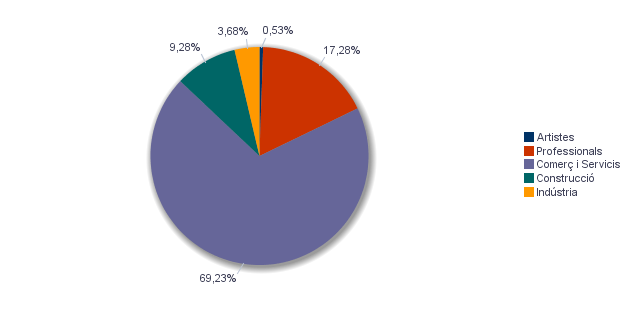 3,68%
0,53%
9,28%
17,28%
69,23%
Artistes
Professionals
Comerç i Servicis
Construcció
Indústria